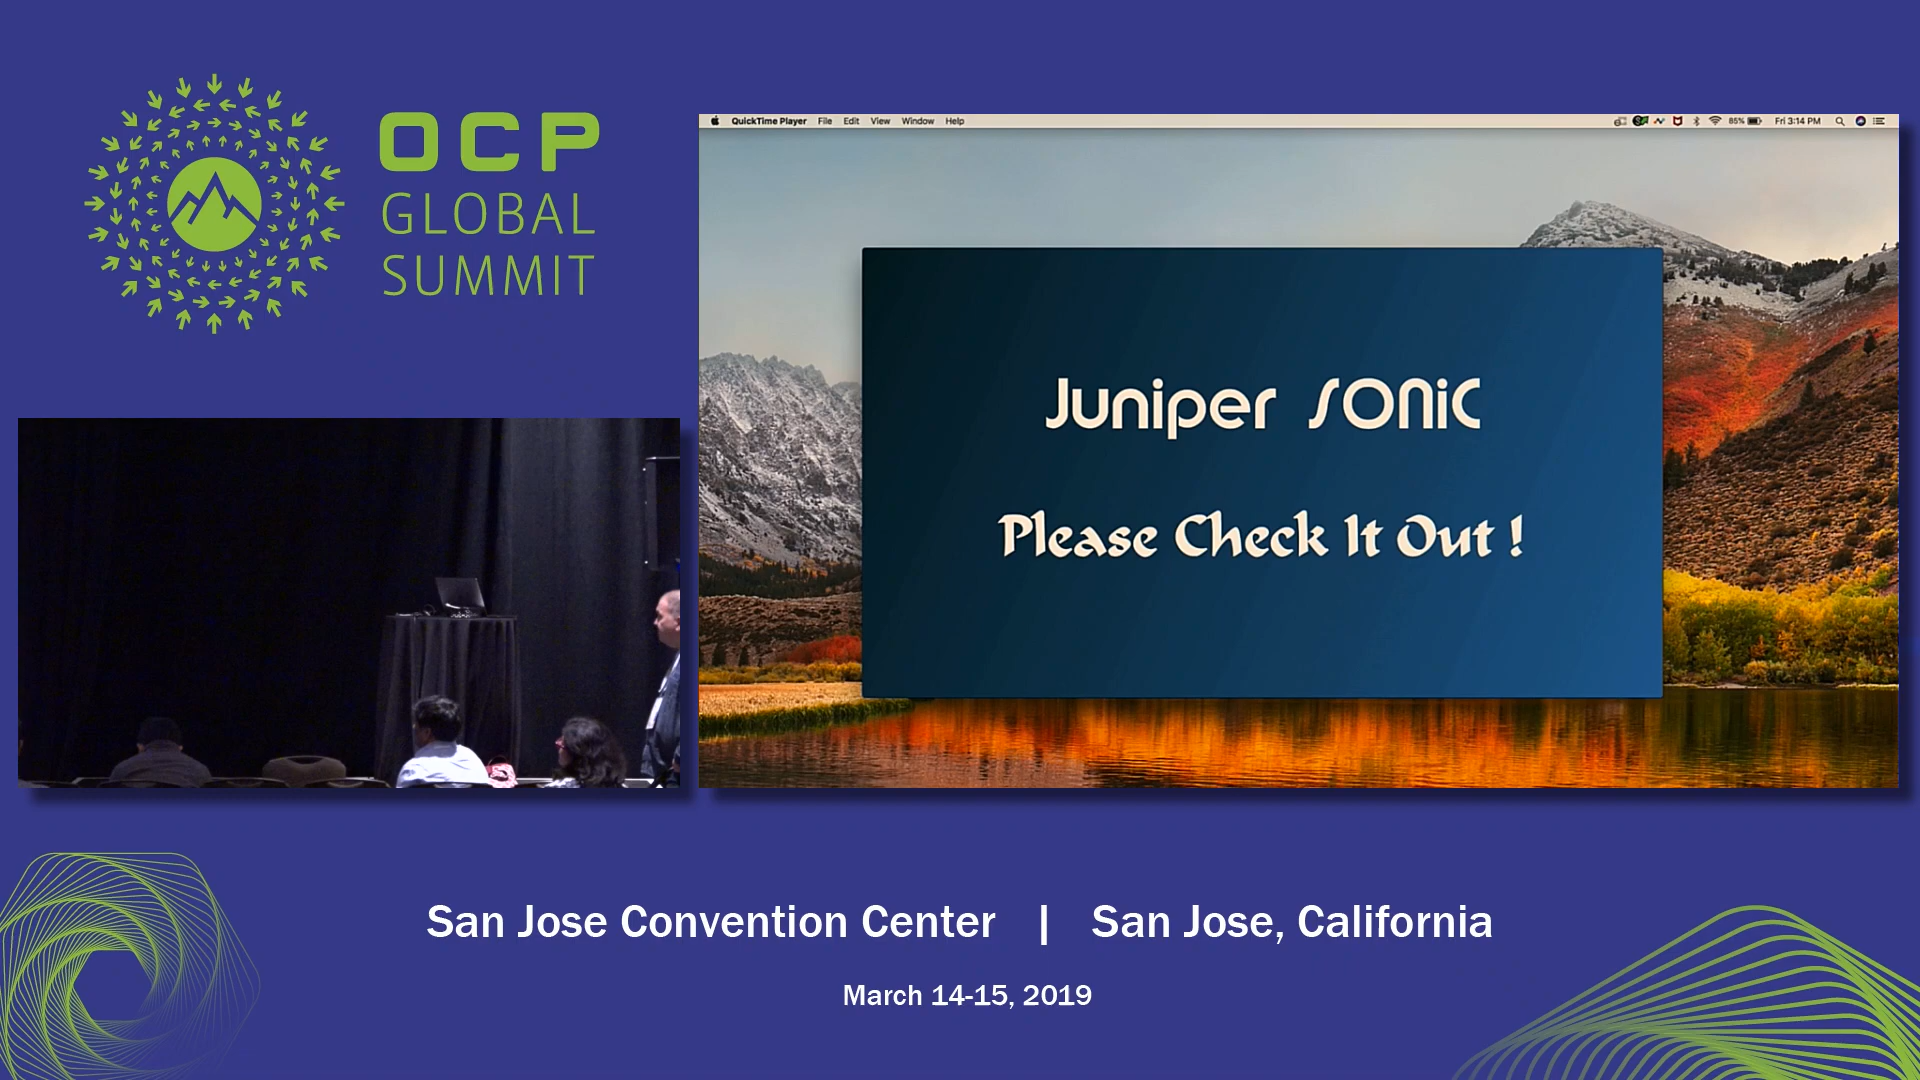 OCP
GLOBAL
SUMMIT
QuickTime Player File Edit View Window Help
85% Fri 3:14 PM
Juniper SONiC
Please Check It Out !
San Jose Convention Center | San Jose, California
March 14-15, 2019